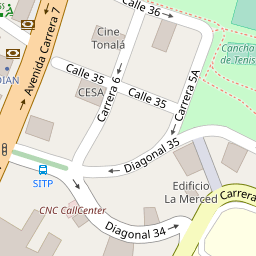 Calle 36
Cine
Tonalá
Cancha
de Tenis
Avenida Carrera 7
Calle 35
DIAN
CESA
Carrera 6
Calle 35
Carrera 5A
Diagonal 35
SITP
Edificio
La Merced
Carrera
CNC CallCenter
Diagonal 34